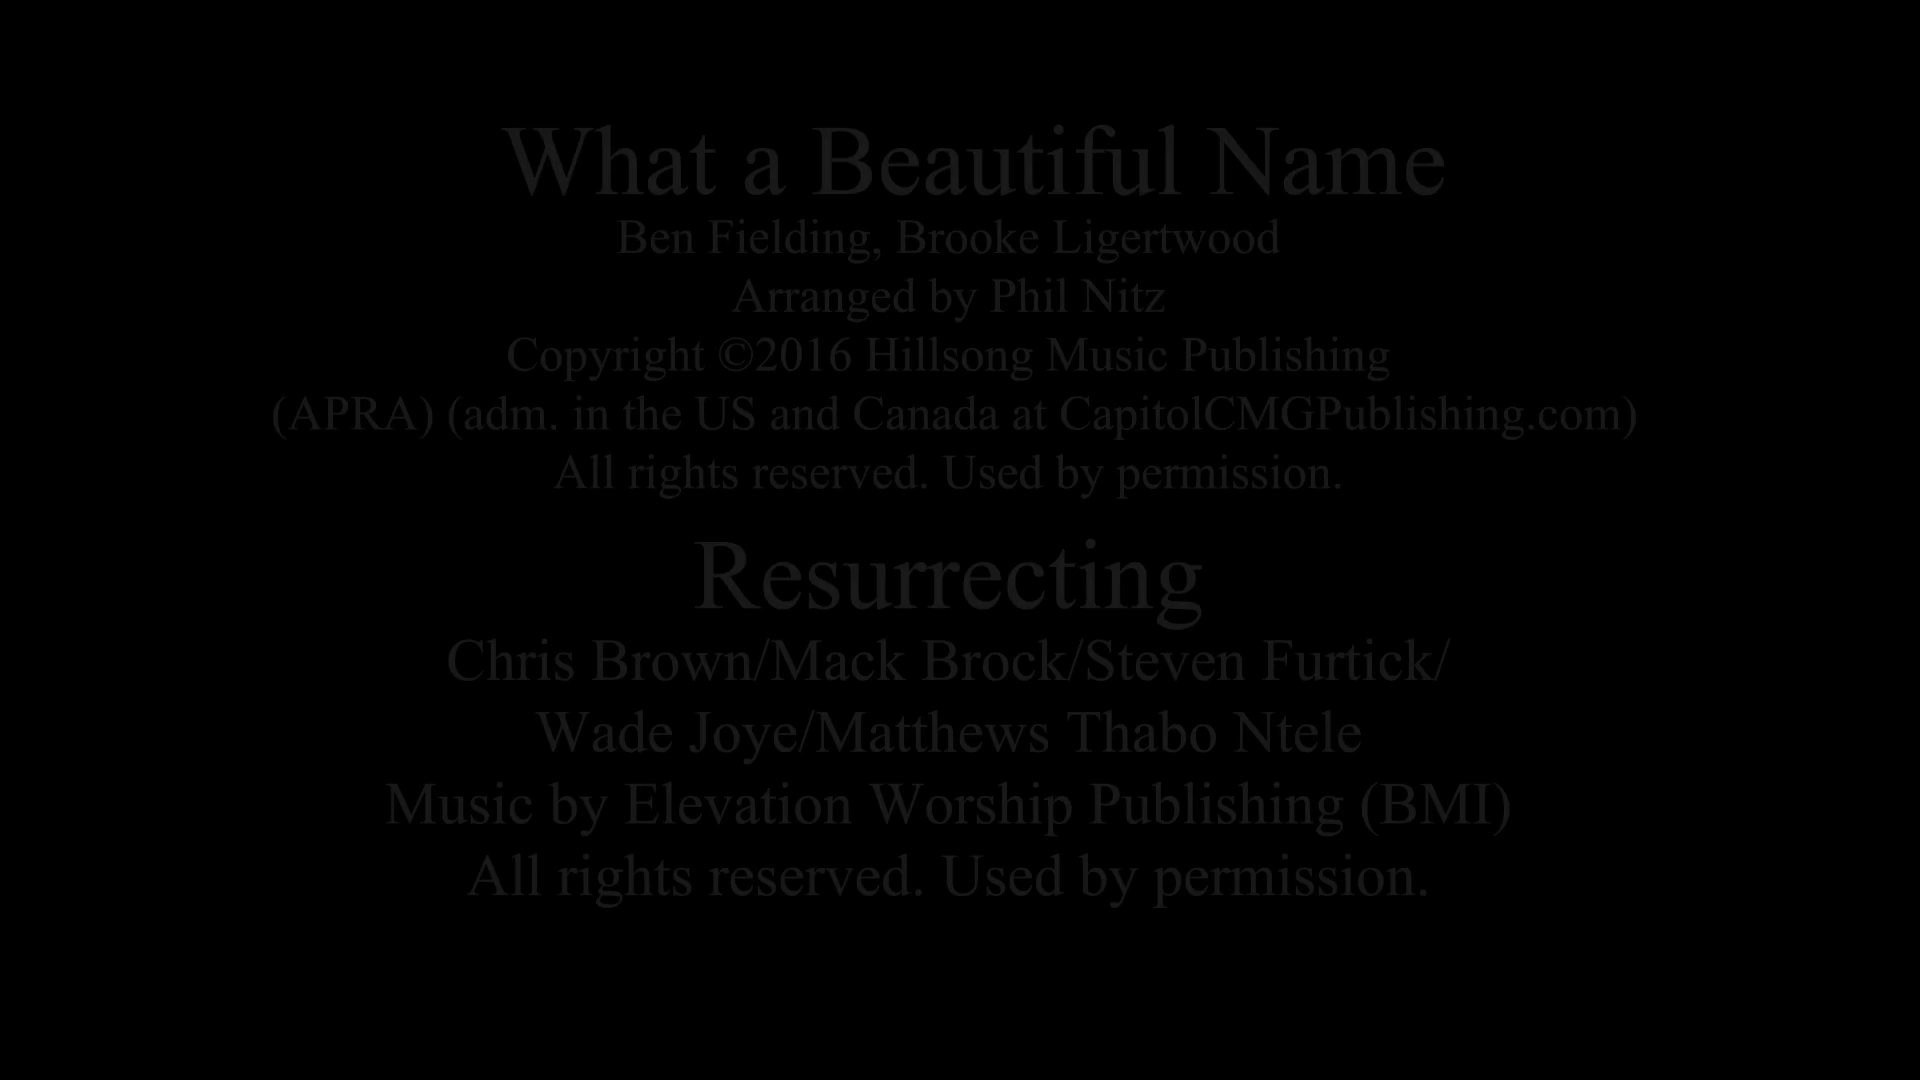 What a Beautiful Name
Ben Fielding, Brooke Ligertwood
Arranged by Phil Nitz
Copyright ©2016 Hillsong Music Publishing
(APRA) (adm. in the US and Canada at CapitolCMGPublishing.com)
All rights reserved. Used by permission.
Resurrecting
Chris Brown/Mack Brock/Steven Furtick/
Wade Joye/Matthews Thabo Ntele
Music by Elevation Worship Publishing (BMI)
All rights reserved. Used by permission.